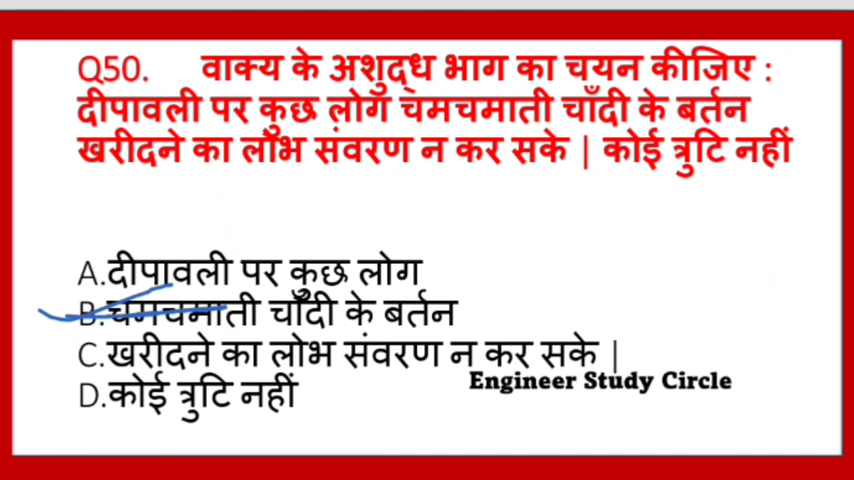 Q50. वाक्य के अशुद्ध भाग का चयन कीजिए :
दीपावली पर कुछ लोग चमचमाती चाँदी के बर्तन
खरीदने का लोभ संवरण न कर सके | कोई त्रुटि नहीं
A.दीपावली पर कुछ लोग
B.चमचमाती चाँदी के बर्तन
C.खरीदने का लोभ संवरण न कर सके |
D.कोई त्रुटि नहीं
Engineer Study Circle